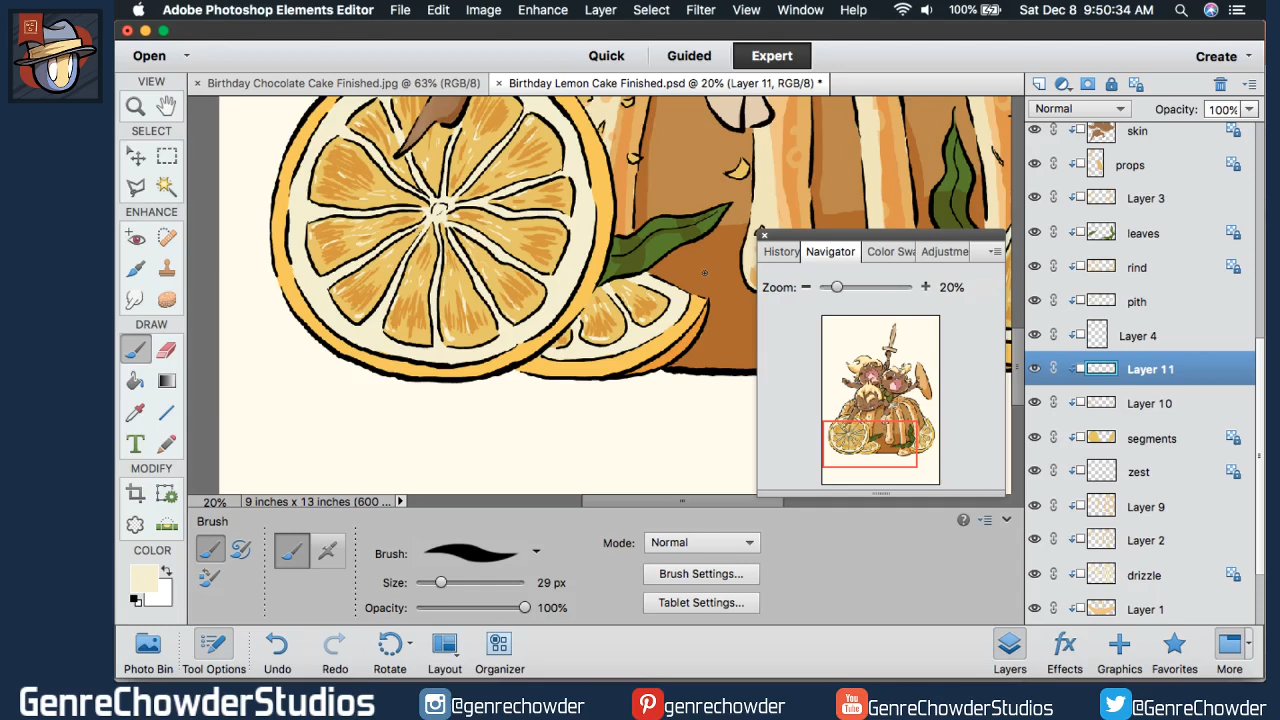 Adobe Photoshop Elements Editor File Edit Image Enhance Layer Select Filter View Window Help 100% Sat Dec 8 9:50:34 AM
Open Quick Guided Expert Create
VIEW
Birthday Chocolate Cake Finished.jpg @ 63% (RGB/8) Birthday Lemon Cake Finished.psd @ 20% (Layer 11, RGB/8) *
Normal Opacity: 100%
SELECT
ENHANCE
DRAW
MODIFY
COLOR
skin
props
Layer 3
leaves
rind
pith
Layer 4
Layer 11
Layer 10
segments
zest
Layer 9
Layer 2
drizzle
Layer 1
History Navigator Color Swa Adjustme
Zoom: 20%
20% 9 inches x 13 inches (600 ...
Brush
Brush:
Size: 29 px
Opacity: 100%
Mode: Normal
Brush Settings...
Tablet Settings...
Photo Bin Tool Options Undo Redo Rotate Layout Organizer Layers Effects Graphics Favorites More
GenreChowderStudios @genrechowder genrechowder GenreChowderStudios @GenreChowder